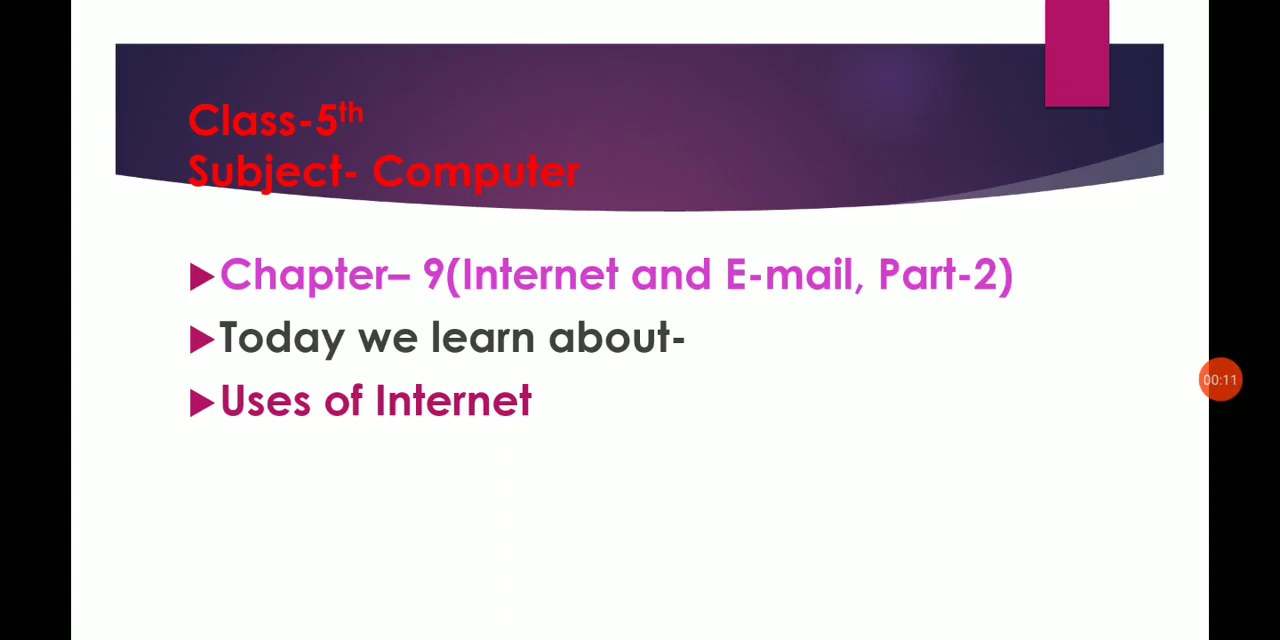 Class-5th
Subject- Computer
Chapter– 9(Internet and E-mail, Part-2)
Today we learn about-
Uses of Internet
00:11